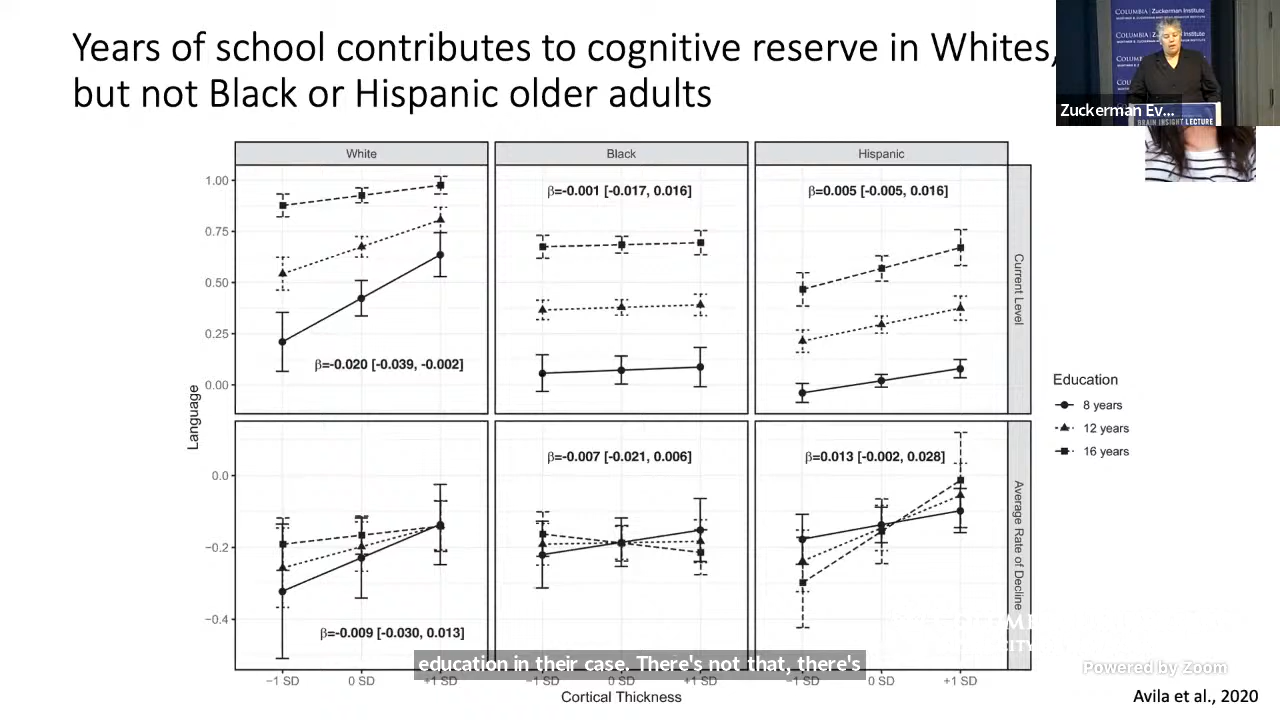 Years of school contributes to cognitive reserve in Whites,
but not Black or Hispanic older adults
COLUMBIA | Zuckerman Institute
Zuckerman Ev...
BRAIN INSIGHT LECTURE
White
Black
Hispanic
1.00
0.75
0.50
0.25
0.00
β=-0.020 [-0.039, -0.002]
β=-0.001 [-0.017, 0.016]
β=0.005 [-0.005, 0.016]
Current Level
Language
0.0
−0.2
−0.4
β=-0.009 [-0.030, 0.013]
β=-0.007 [-0.021, 0.006]
β=0.013 [-0.002, 0.028]
Average Rate of Decline
Education
8 years
12 years
16 years
education in their case. There's not that, there's
−1 SD
0 SD
+1 SD
−1 SD
0 SD
+1 SD
−1 SD
0 SD
+1 SD
Cortical Thickness
Powered by Zoom
Avila et al., 2020